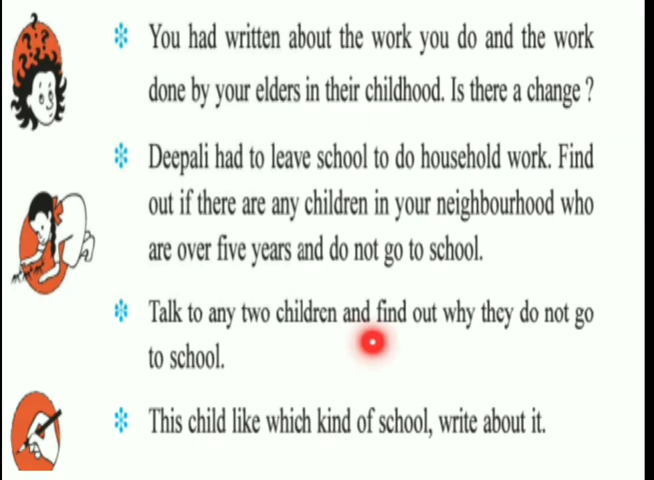 You had written about the work you do and the work
done by your elders in their childhood. Is there a change ?
Deepali had to leave school to do household work. Find
out if there are any children in your neighbourhood who
are over five years and do not go to school.
Talk to any two children and find out why they do not go
to school.
This child like which kind of school, write about it.